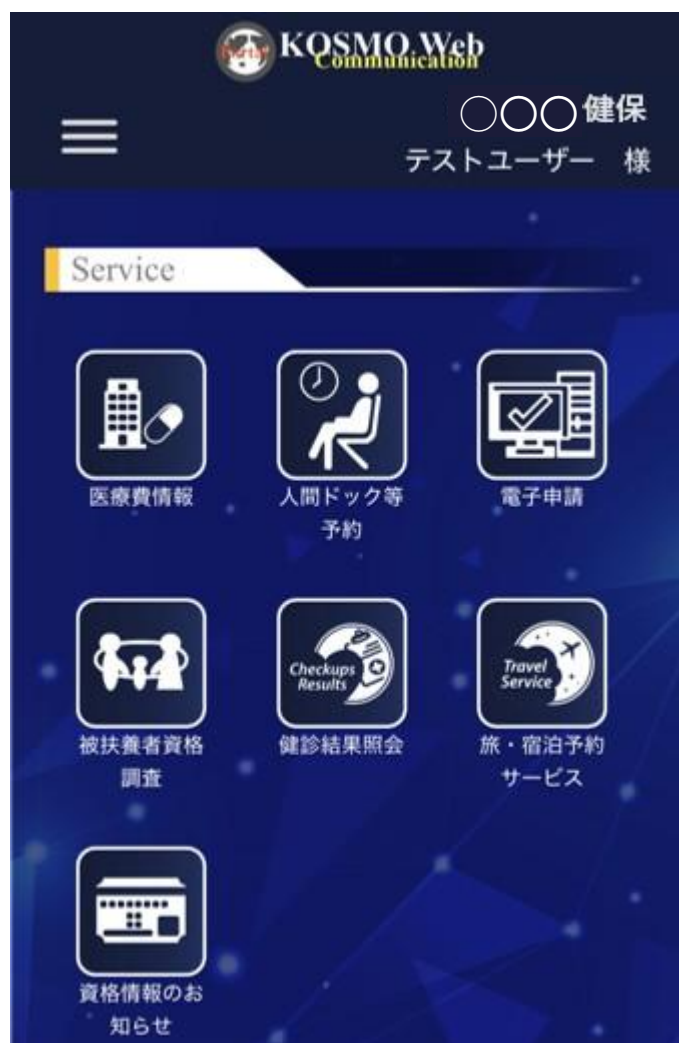 Portal
KOSMO Web
Communication
○○○健保
テストユーザー　様
Service
医療費情報
人間ドック等
予約
電子申請
被扶養者資格
調査
Checkups
Results
健診結果照会
Travel
Service
旅・宿泊予約
サービス
資格情報のお
知らせ